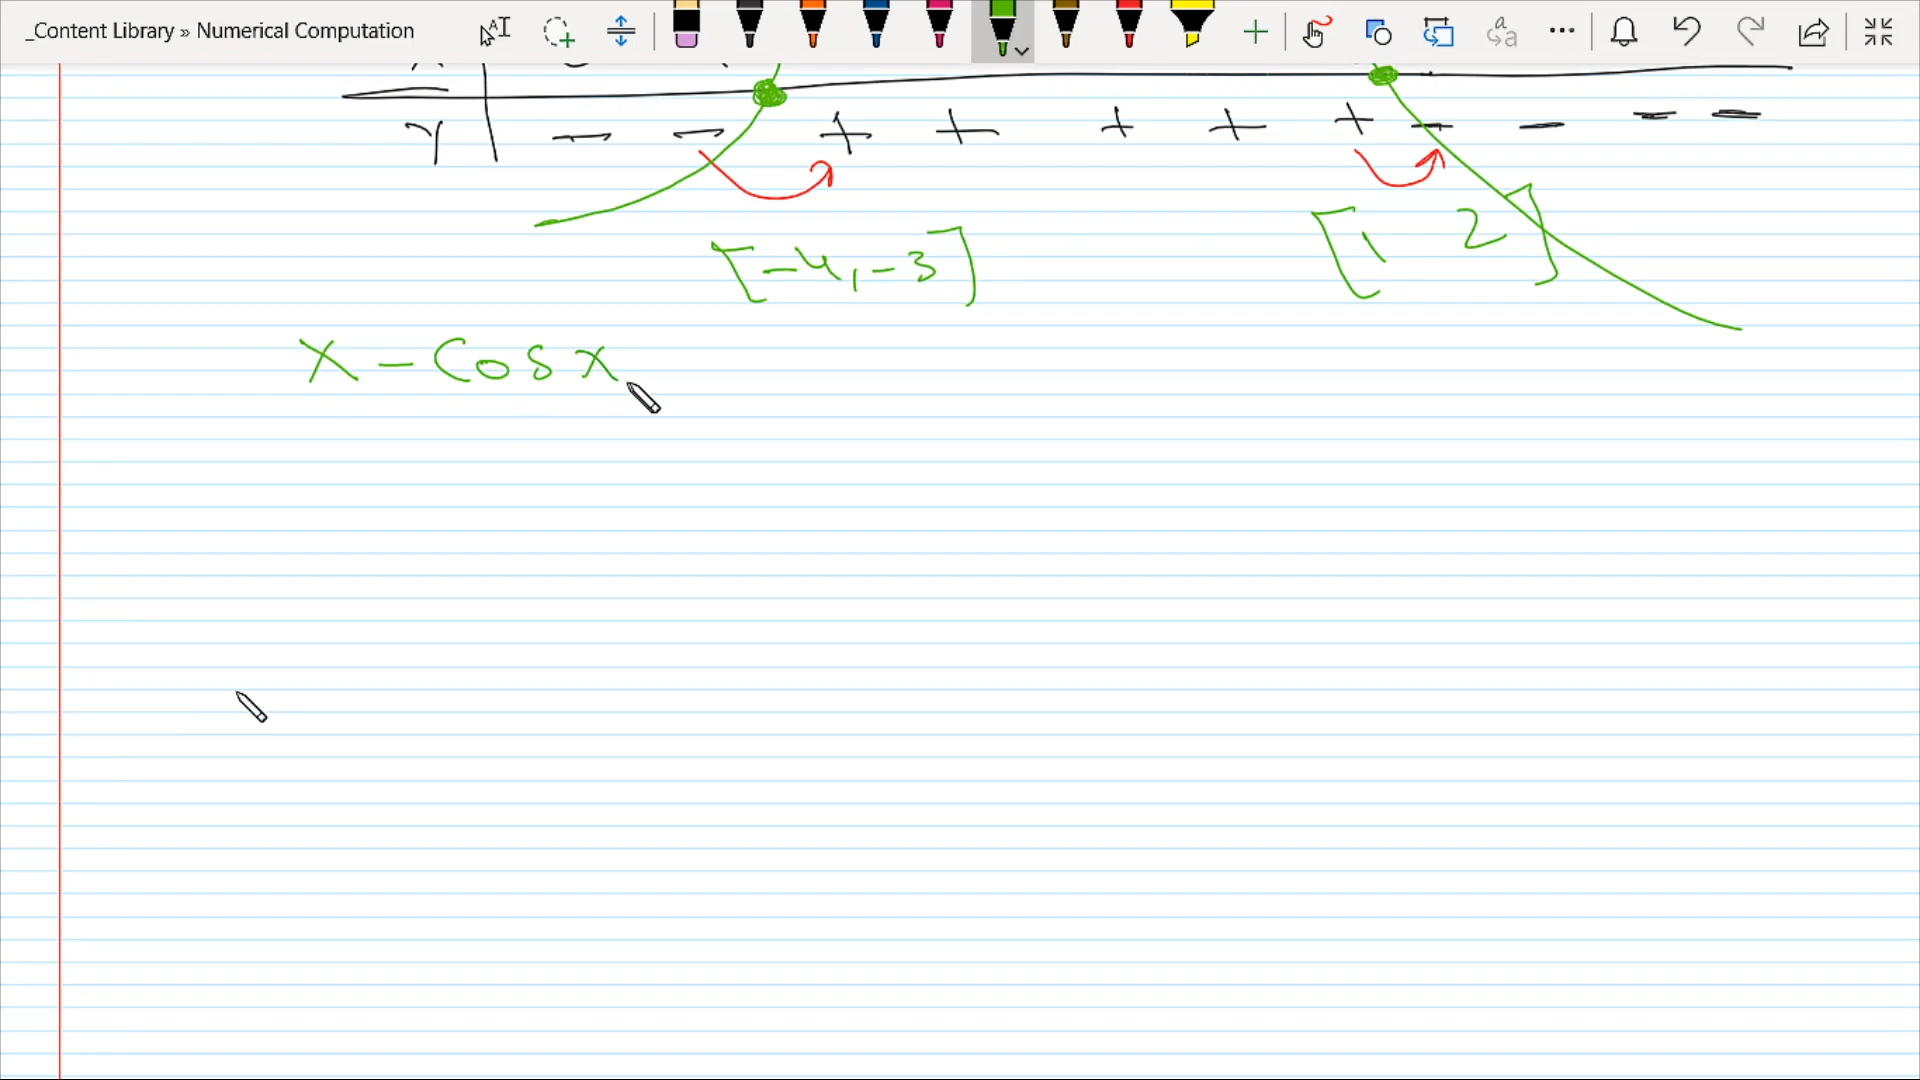 _Content Library » Numerical Computation
Y − − + + + + + − − = =
[-4, -3]
[1 2]
x - Cos x